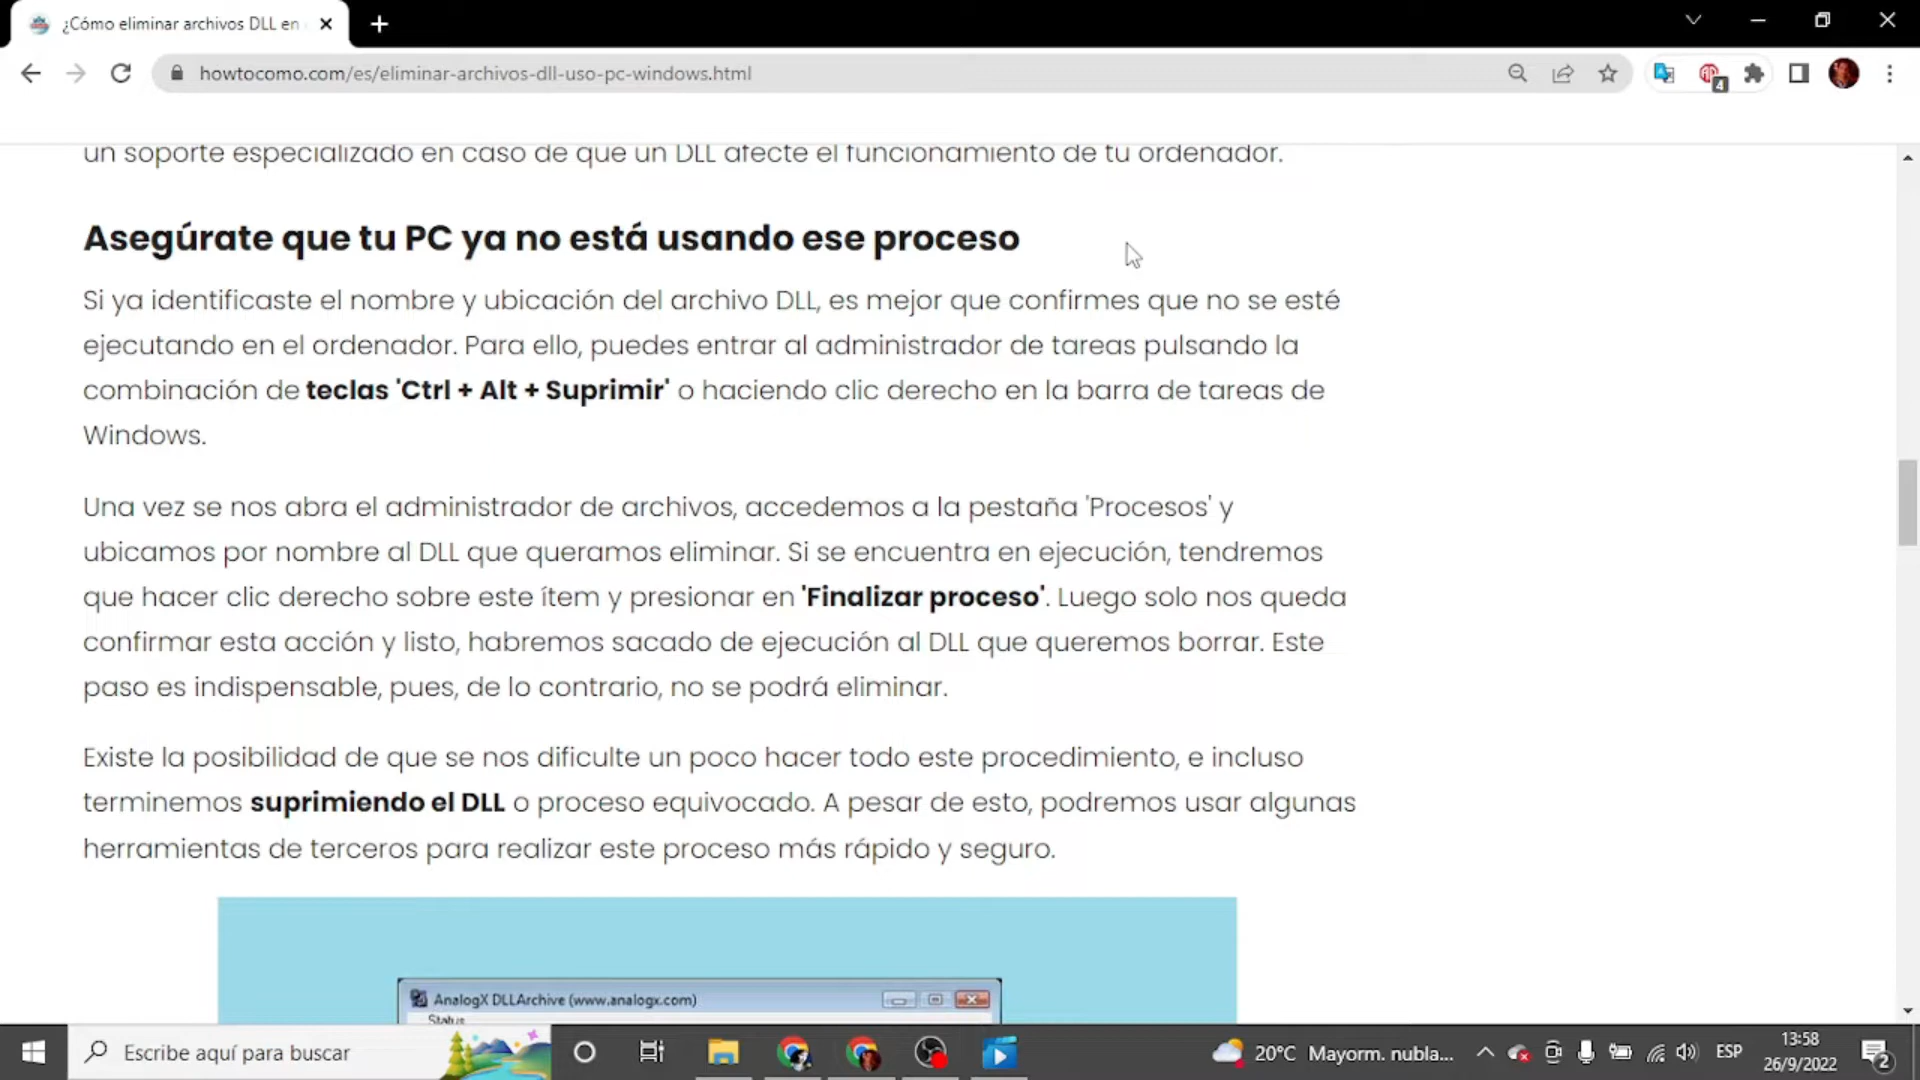 ¿Cómo eliminar archivos DLL en
howtocomo.com/es/eliminar-archivos-dll-uso-pc-windows.html
4
un soporte especializado en caso de que un DLL afecte el funcionamiento de tu ordenador.
Asegúrate que tu PC ya no está usando ese proceso
Si ya identificaste el nombre y ubicación del archivo DLL, es mejor que confirmes que no se esté
ejecutando en el ordenador. Para ello, puedes entrar al administrador de tareas pulsando la
combinación de teclas 'Ctrl + Alt + Suprimir' o haciendo clic derecho en la barra de tareas de
Windows.
Una vez se nos abra el administrador de archivos, accedemos a la pestaña 'Procesos' y
ubicamos por nombre al DLL que queramos eliminar. Si se encuentra en ejecución, tendremos
que hacer clic derecho sobre este ítem y presionar en 'Finalizar proceso'. Luego solo nos queda
confirmar esta acción y listo, habremos sacado de ejecución al DLL que queremos borrar. Este
paso es indispensable, pues, de lo contrario, no se podrá eliminar.
Existe la posibilidad de que se nos dificulte un poco hacer todo este procedimiento, e incluso
terminemos suprimiendo el DLL o proceso equivocado. A pesar de esto, podremos usar algunas
herramientas de terceros para realizar este proceso más rápido y seguro.
AnalogX DLLArchive (www.analogx.com)
Status
Escribe aquí para buscar
20°C Mayorm. nubla...
ESP
13:58
26/9/2022
2